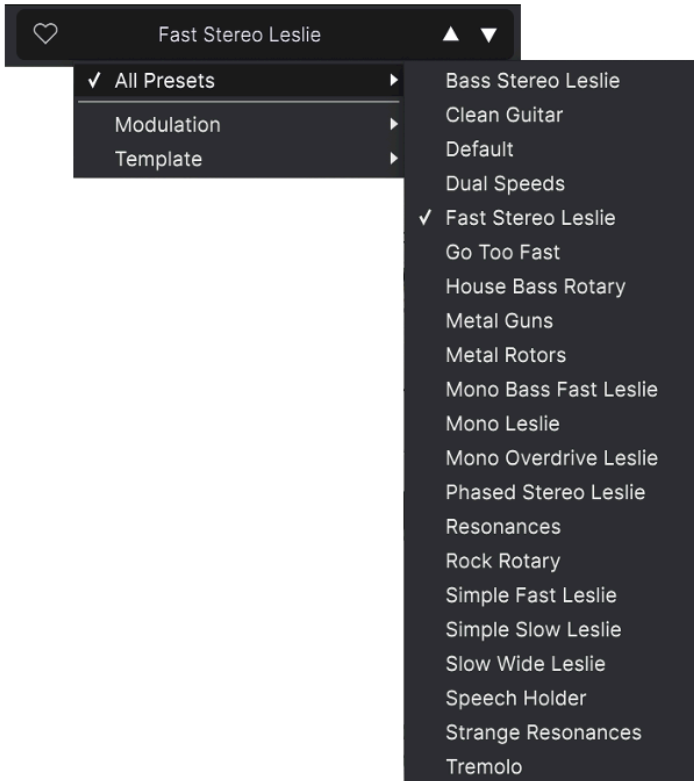 Fast Stereo Leslie
All Presets
Modulation
Template
Bass Stereo Leslie
Clean Guitar
Default
Dual Speeds
Fast Stereo Leslie
Go Too Fast
House Bass Rotary
Metal Guns
Metal Rotors
Mono Bass Fast Leslie
Mono Leslie
Mono Overdrive Leslie
Phased Stereo Leslie
Resonances
Rock Rotary
Simple Fast Leslie
Simple Slow Leslie
Slow Wide Leslie
Speech Holder
Strange Resonances
Tremolo